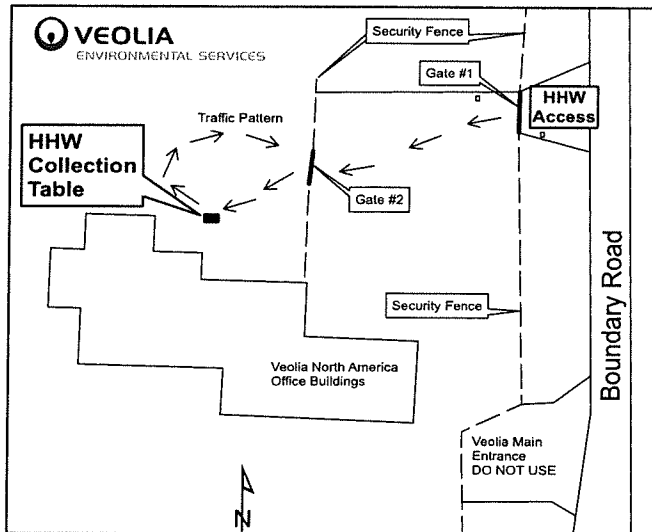 VEOLIA
ENVIRONMENTAL SERVICES
Security Fence
Gate #1
HHW
Access
Traffic Pattern
HHW
Collection
Table
Gate #2
Security Fence
Boundary Road
Veolia North America
Office Buildings
Veolia Main
Entrance
DO NOT USE
N